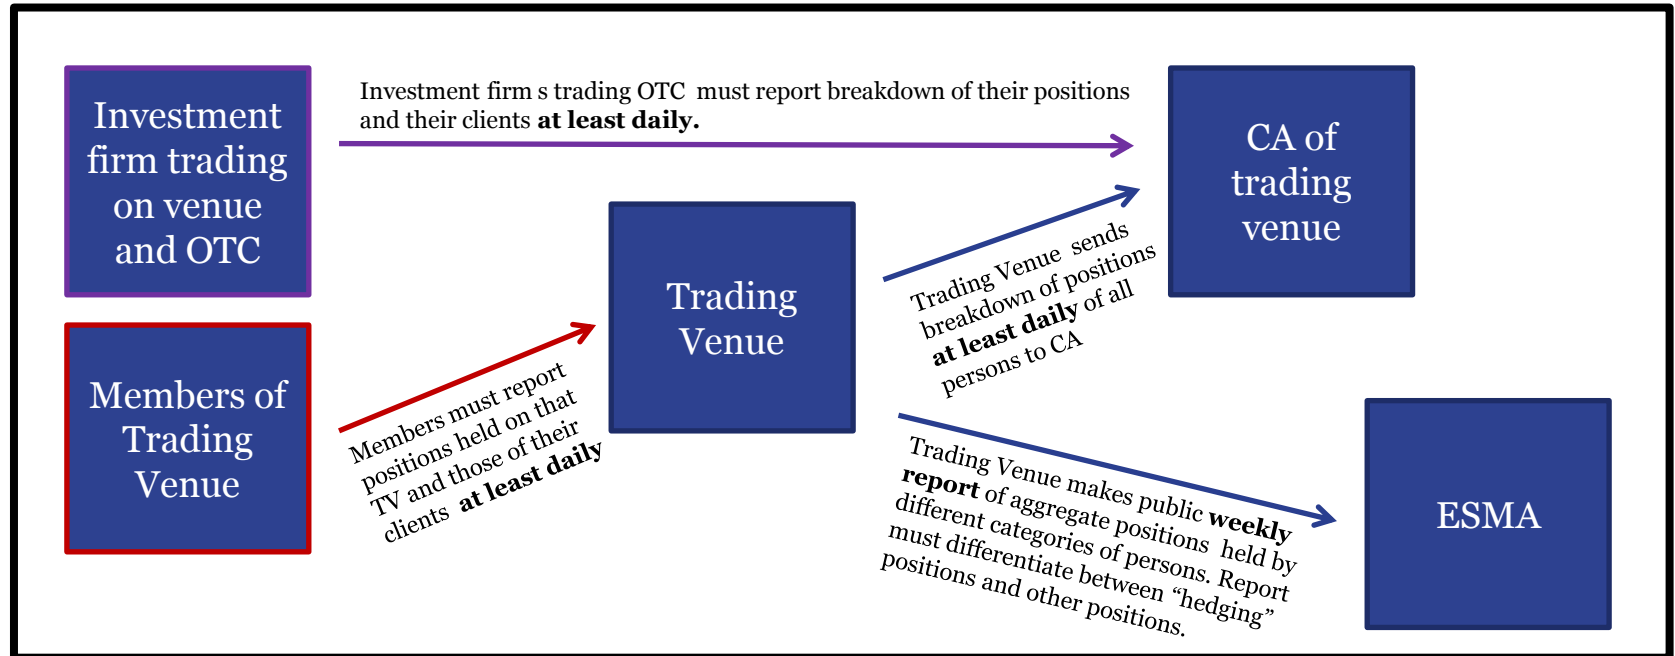 Investment
firm trading
on venue
and OTC
Investment firm s trading OTC must report breakdown of their positions
and their clients at least daily.
CA of
trading
venue
Trading
Venue
Trading Venue sends
breakdown of positions
at least daily of all
persons to CA
Members of
Trading
Venue
Members must report
positions held on that
TV and those of their
clients at least daily
Trading Venue makes public weekly
report of aggregate positions held by
different categories of persons. Report
must differentiate between “hedging”
positions and other positions.
ESMA